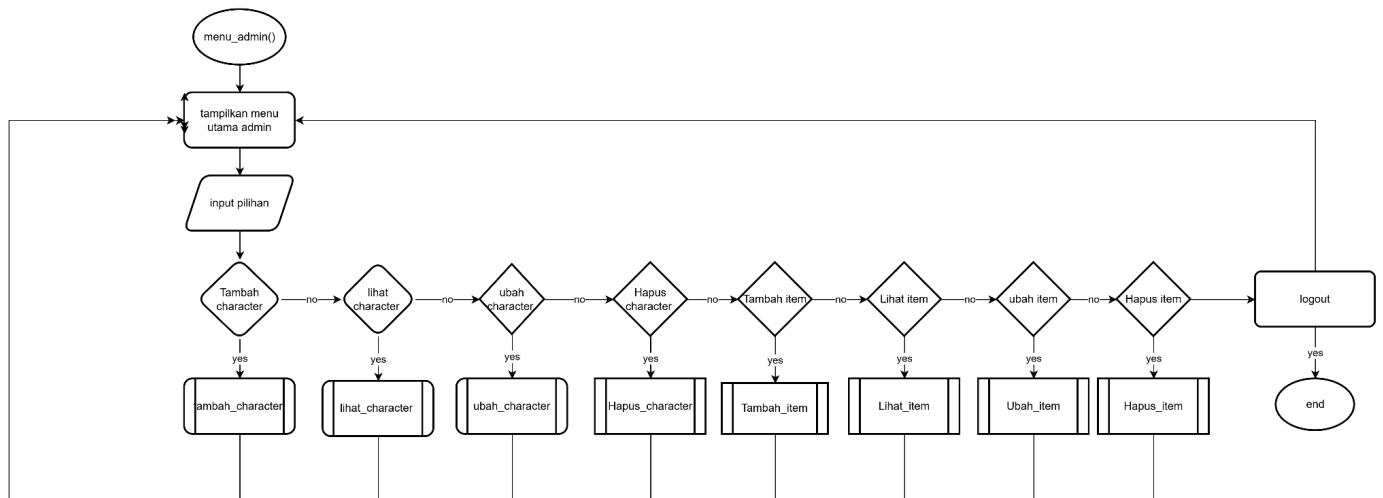 menu_admin()
tampilkan menu
utama admin
input pilihan
Tambah
character
no
lihat
character
no
ubah
character
no
Hapus
character
no
Tambah item
no
Lihat item
no
ubah item
no
Hapus item
logout
yes
yes
yes
yes
yes
yes
yes
yes
yes
tambah_character
lihat_character
ubah_character
Hapus_character
Tambah_item
Lihat_item
Ubah_item
Hapus_item
end